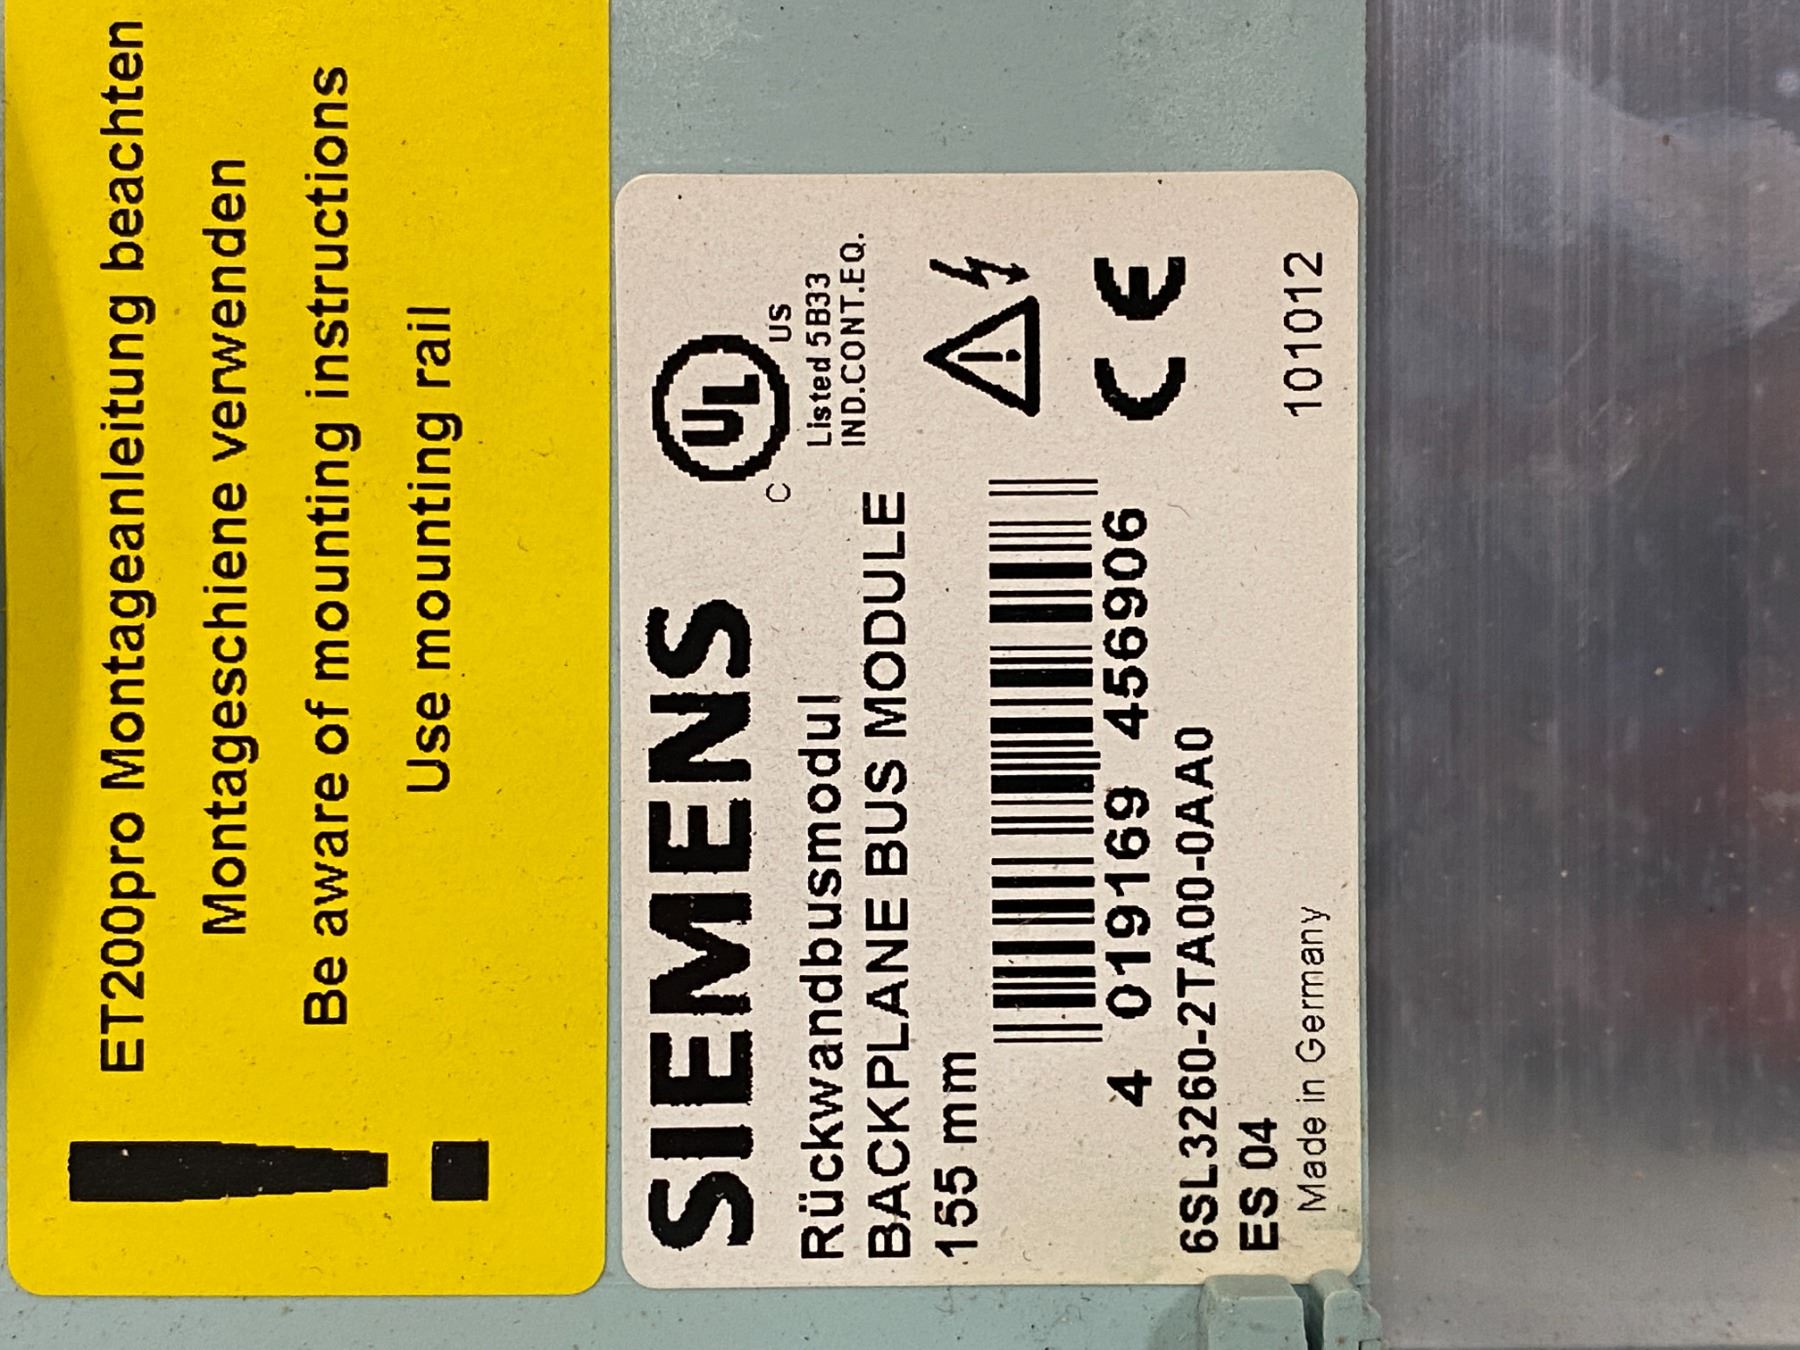 ET200pro Montageanleitung beachten
Montageschiene verwenden
Be aware of mounting instructions
Use mounting rail
SIEMENS
C UL US
Listed 5B33
IND.CONT.EQ.
Rückwandbusmodul
BACKPLANE BUS MODULE
155 mm
4 019169 456906
6SL3260-2TA00-0AA0
ES 04
CE
Made in Germany
101012